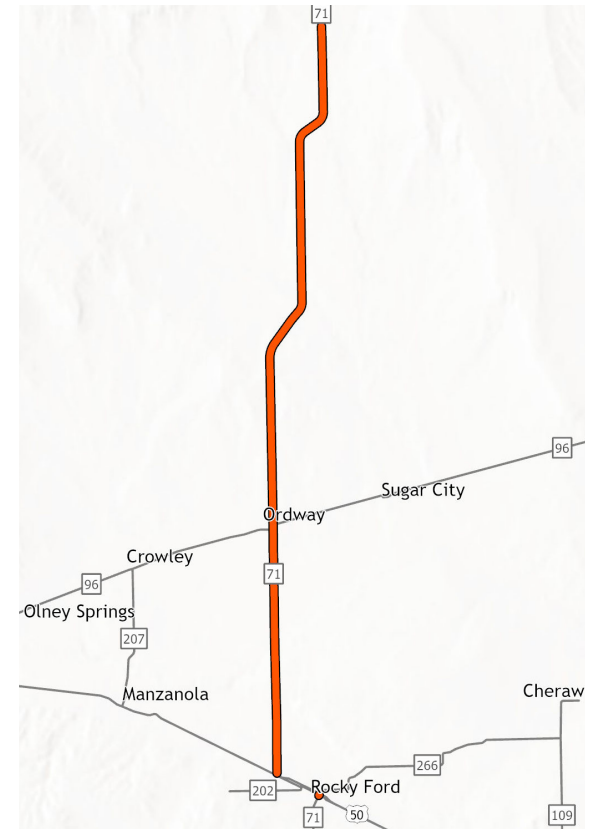 71
96
Sugar City
Ordway
Crowley
71
96
Olney Springs
207
Manzanola
Cheraw
266
Rocky Ford
202
71
50
109